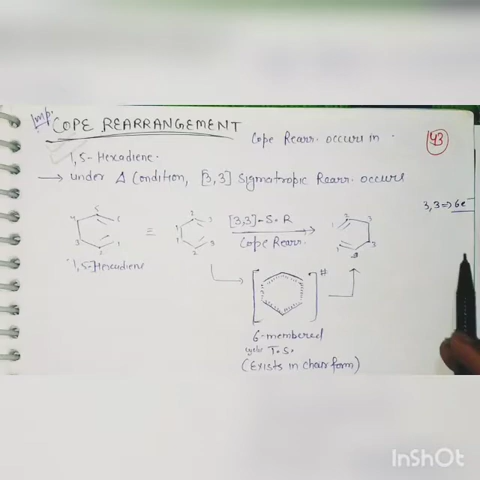 Imp.
COPE REARRANGEMENT
Cope Rearr. occurs in
43
1,5-Hexadiene.
→ under Δ Condition, [3,3] Sigmatropic Rearr. occurs
3,3 ⇒ 6e⁻
[3,3]-S.R
=
Cope Rearr.
1,5-Hexadiene
#
6-membered
cyclic T.S.
(Exists in chair form)
InShOt